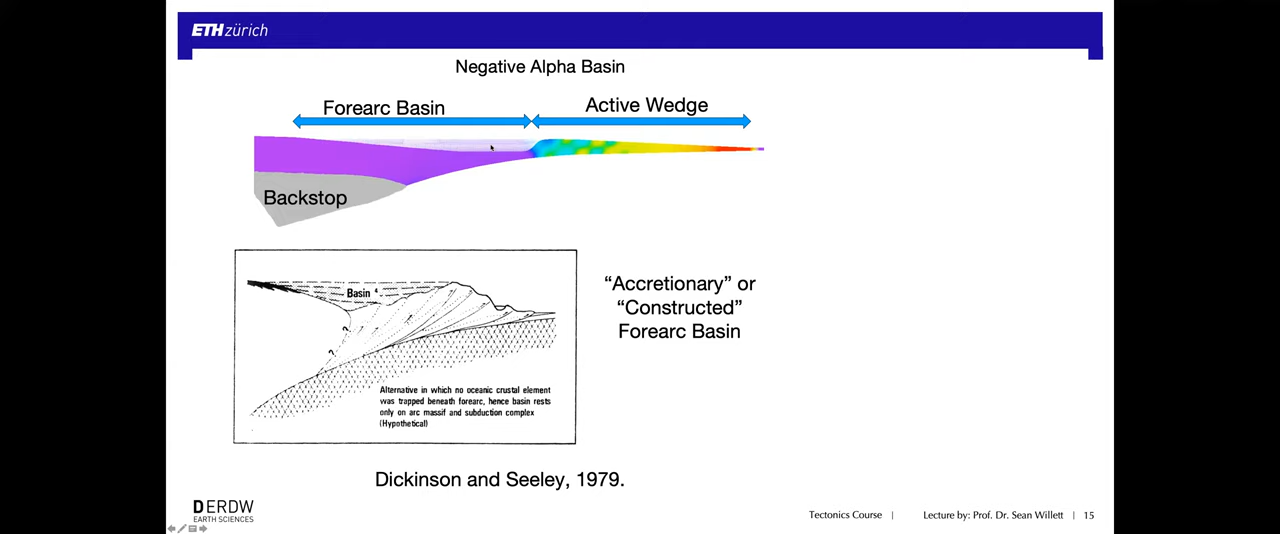 ETH zürich
Negative Alpha Basin
Forearc Basin
Active Wedge
Backstop
Basin
?
?
Alternative in which no oceanic crustal element
was trapped beneath forearc, hence basin rests
only on arc massif and subduction complex
(Hypothetical)
“Accretionary” or
“Constructed”
Forearc Basin
Dickinson and Seeley, 1979.
DERDW
EARTH SCIENCES
Tectonics Course | Lecture by: Prof. Dr. Sean Willett | 15